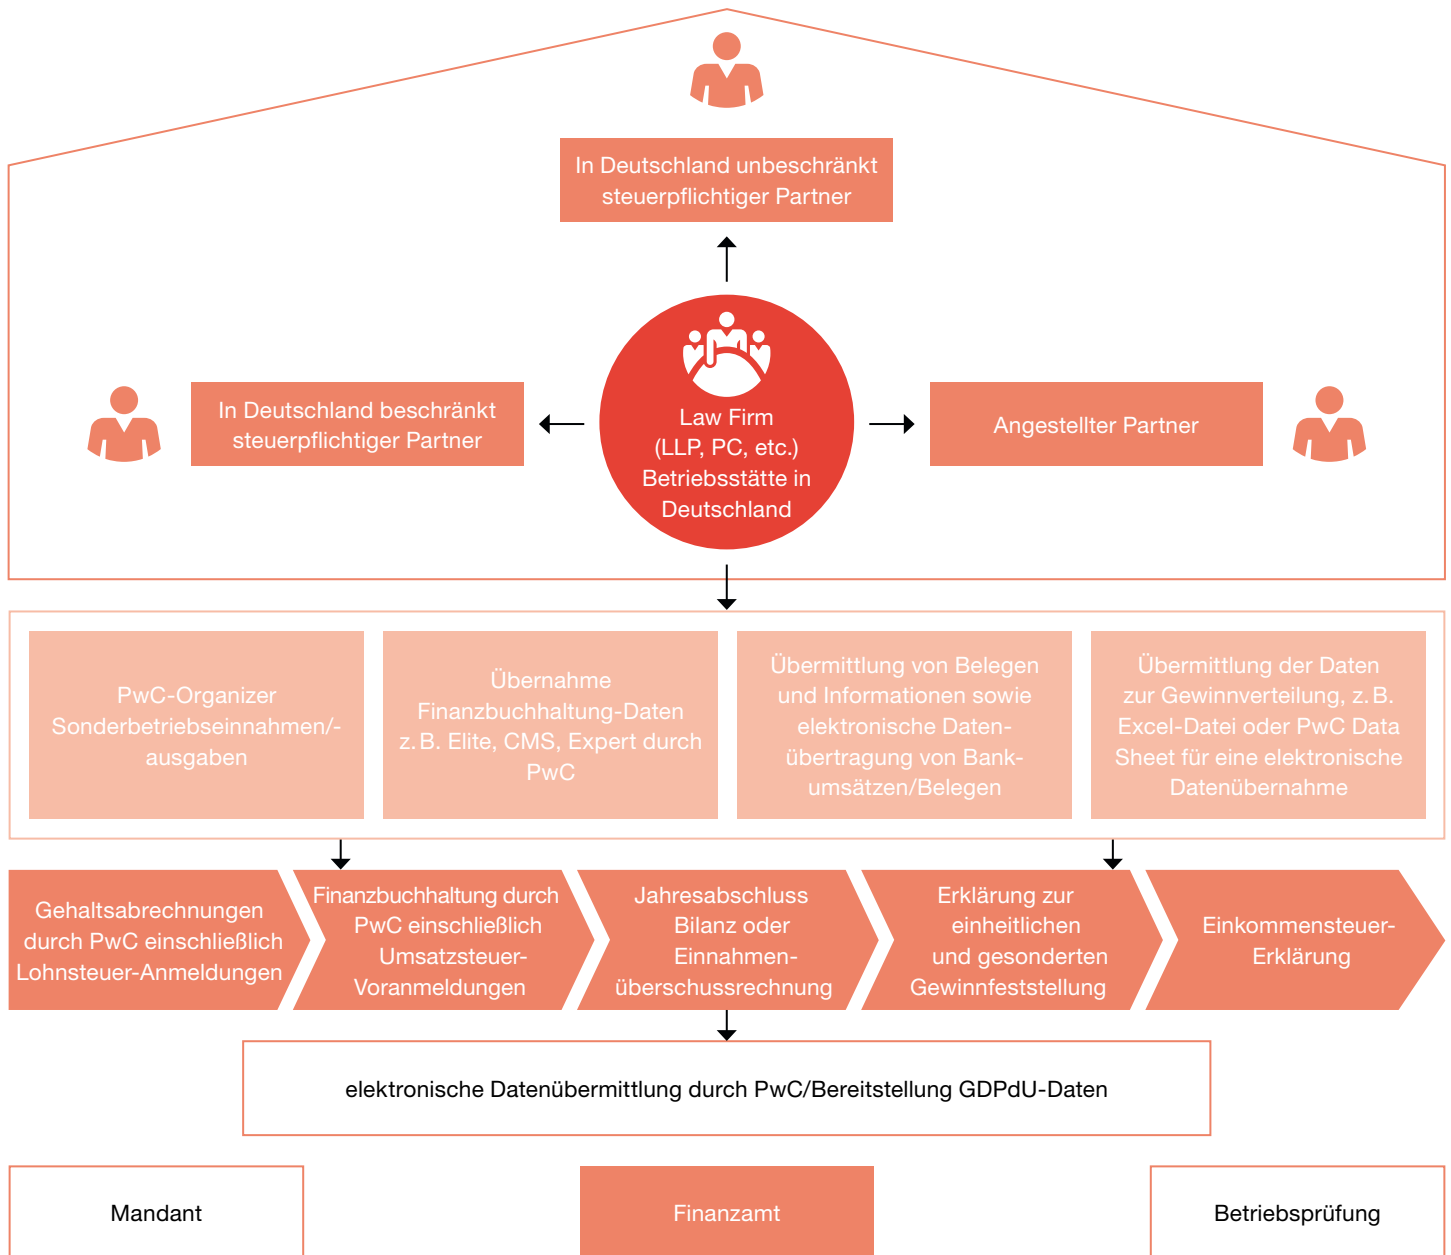 In Deutschland unbeschränkt
steuerpflichtiger Partner
In Deutschland beschränkt
steuerpflichtiger Partner
Law Firm
(LLP, PC, etc.)
Betriebsstätte in
Deutschland
Angestellter Partner
PwC-Organizer
Sonderbetriebseinnahmen/-
ausgaben
Übernahme
Finanzbuchhaltung-Daten
z. B. Elite, CMS, Expert durch
PwC
Übermittlung von Belegen
und Informationen sowie
elektronische Daten-
übertragung von Bank-
umsätzen/Belegen
Übermittlung der Daten
zur Gewinnverteilung, z. B.
Excel-Datei oder PwC Data
Sheet für eine elektronische
Datenübernahme
Gehaltsabrechnungen
durch PwC einschließlich
Lohnsteuer-Anmeldungen
Finanzbuchhaltung durch
PwC einschließlich
Umsatzsteuer-
Voranmeldungen
Jahresabschluss
Bilanz oder
Einnahmen-
überschussrechnung
Erklärung zur
einheitlichen
und gesonderten
Gewinnfeststellung
Einkommensteuer-
Erklärung
elektronische Datenübermittlung durch PwC/Bereitstellung GDPdU-Daten
Mandant
Finanzamt
Betriebsprüfung